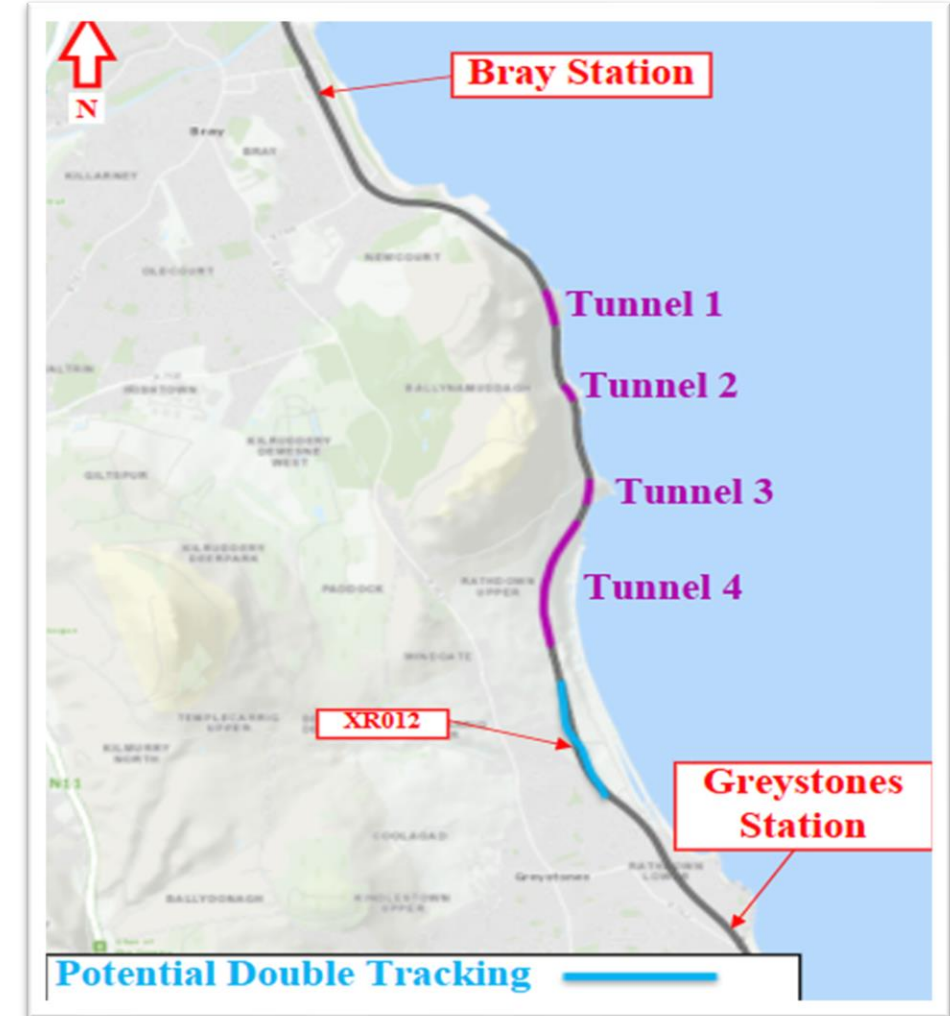 N
Bray Station
Bray
BRAY
KILLARNEY
NEWCOURT
OLDCOURT
Tunnel 1
Tunnel 2
BALLYNAMUDDAGH
KILRUDDERY
DEMESNE
WEST
GILTSPUR
Tunnel 3
KILRUDDERY
DEERPARK
PADDOCK
RATHDOWN
UPPER
Tunnel 4
WINDGATE
TEMPLECARRIG
UPPER
XR012
KILMURRY
NORTH
N11
Greystones
Station
COOLAGAD
Greystones
RATHDOWN
LOWER
BALLYDONAGH
KINDLESTOWN
UPPER
Potential Double Tracking